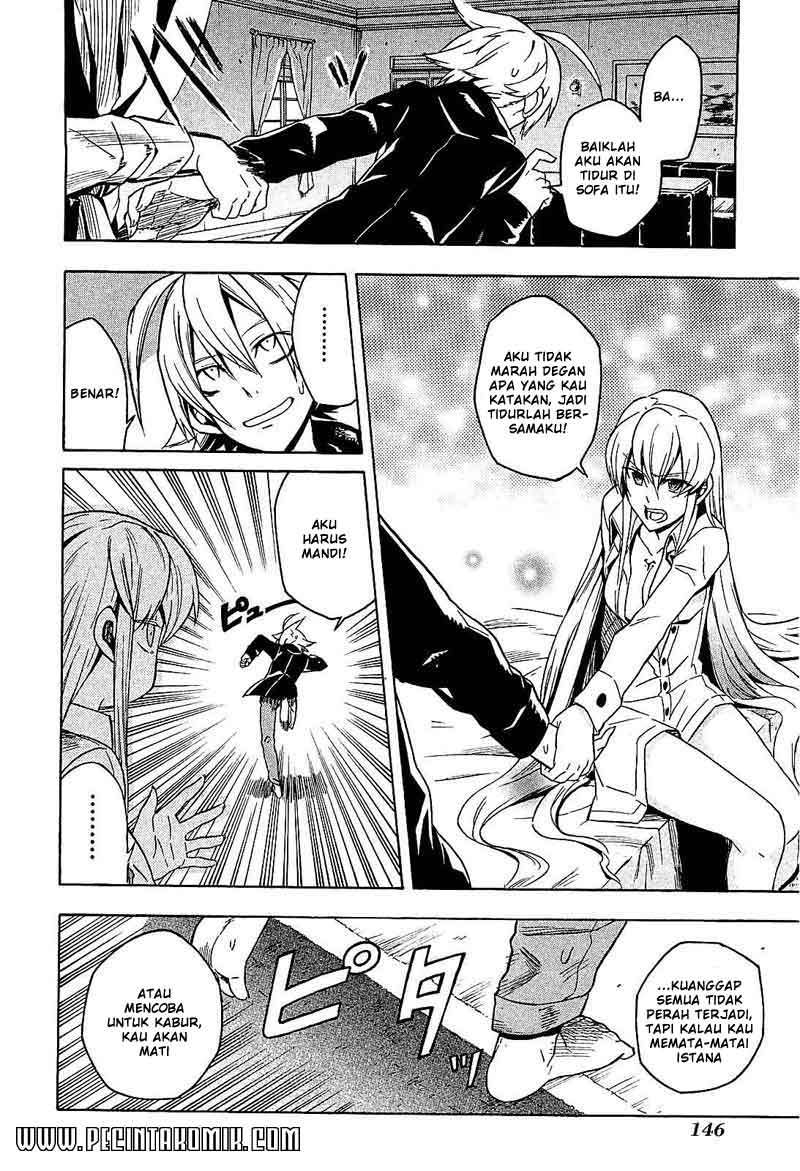 BA...
BAIKLAH
AKU AKAN
TIDUR DI
SOFA ITU!
AKU TIDAK
MARAH DEGAN
APA YANG KAU
KATAKAN, JADI
TIDURLAH BER-
SAMAKU!
.........
BENAR!
AKU
HARUS
MANDI!
ピュー
.........
...KUANGGAP
SEMUA TIDAK
PERAH TERJADI,
TAPI KALAU KAU
MEMATA-MATAI
ISTANA
ピタッ
ATAU
MENCOBA
UNTUK KABUR,
KAU AKAN
MATI
146
WWW.PECINTAKOMIK.COM